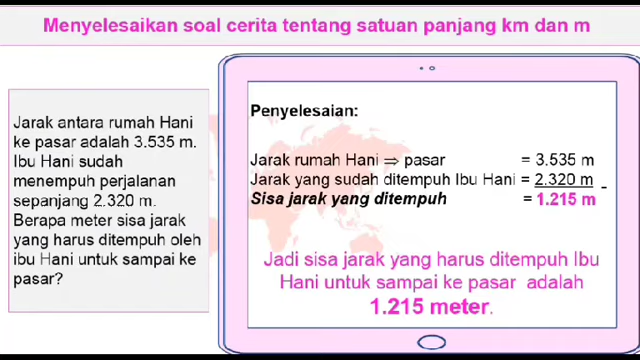 Menyelesaikan soal cerita tentang satuan panjang km dan m
Jarak antara rumah Hani
ke pasar adalah 3.535 m.
Ibu Hani sudah
menempuh perjalanan
sepanjang 2.320 m.
Berapa meter sisa jarak
yang harus ditempuh oleh
ibu Hani untuk sampai ke
pasar?
Penyelesaian:
Jarak rumah Hani ⇒ pasar = 3.535 m
Jarak yang sudah ditempuh Ibu Hani = 2.320 m -
Sisa jarak yang ditempuh = 1.215 m
Jadi sisa jarak yang harus ditempuh Ibu
Hani untuk sampai ke pasar adalah
1.215 meter.